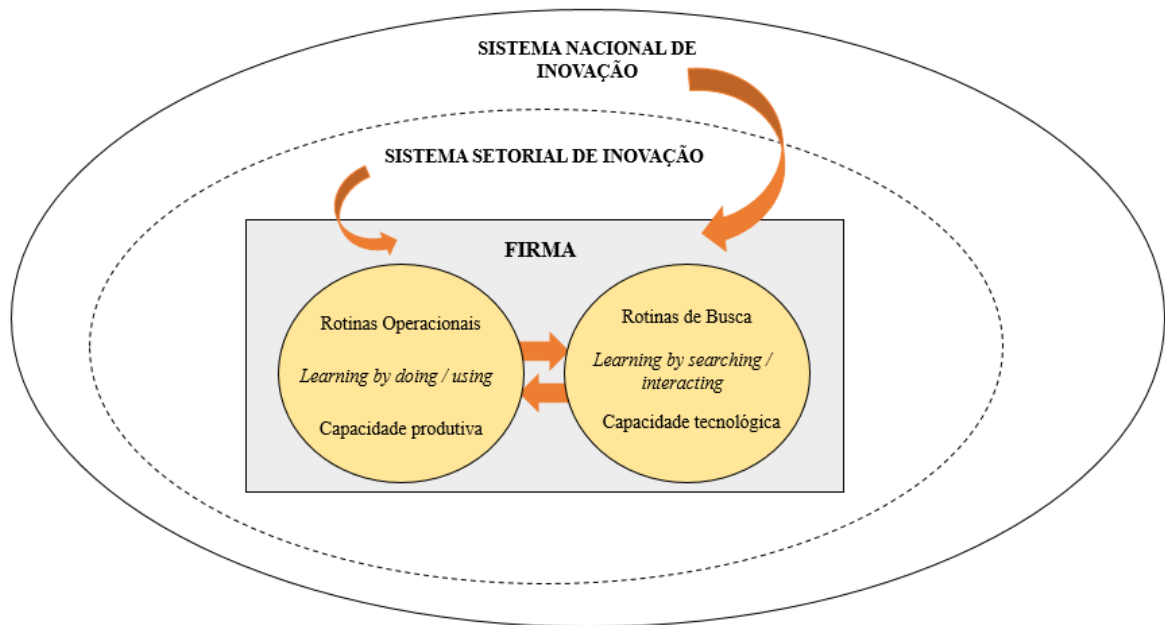 SISTEMA NACIONAL DE
INOVAÇÃO
SISTEMA SETORIAL DE INOVAÇÃO
FIRMA
Rotinas Operacionais
Learning by doing / using
Capacidade produtiva
Rotinas de Busca
Learning by searching /
interacting
Capacidade tecnológica